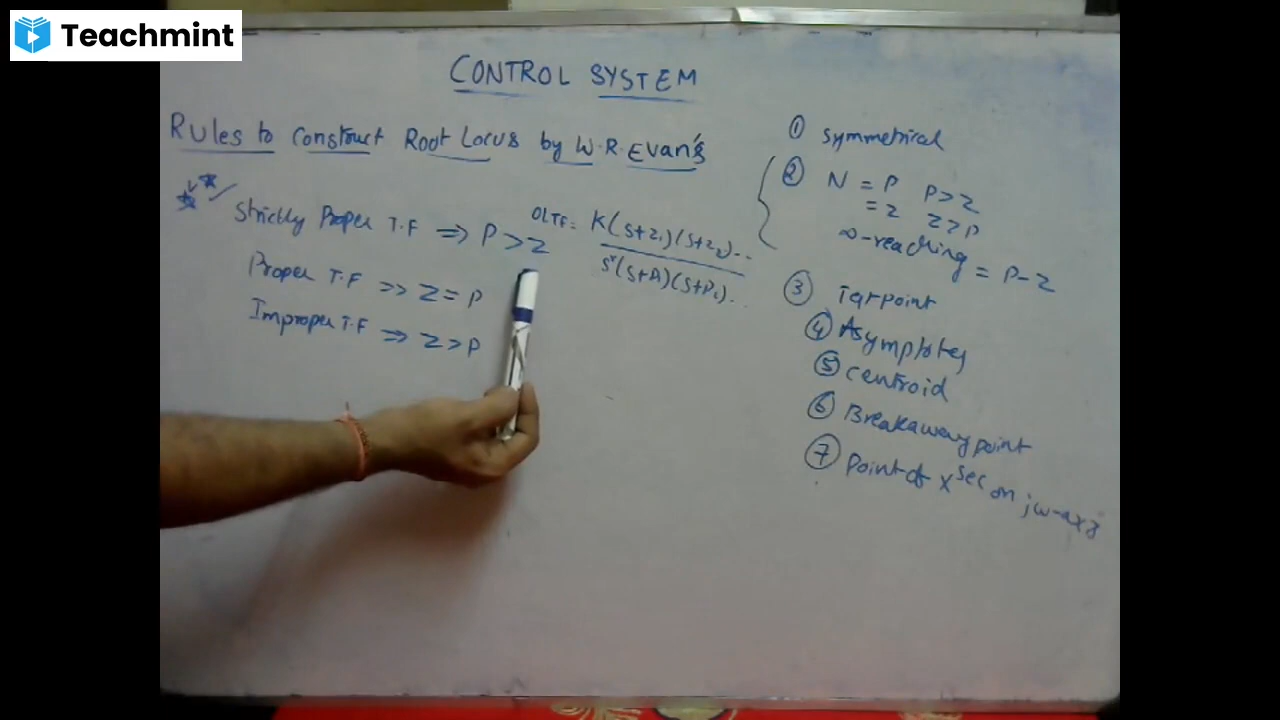 Teachmint
CONTROL SYSTEM
Rules to Construct Root Locus by W.R.Evan's
Strictly Proper T.F ⇒ P > Z
OLTF = K(S+Z1)(S+Z2)...
S^r(S+P1)(S+P2)...
Proper T.F ⇒ Z = P
Improper T.F ⇒ Z > P
① Symmetrical
② N = P P > Z
= Z Z > P
∞-reaching = P - Z
③
④ Asymptotes
⑤ Centroid
⑥ Breakaway point
⑦ Point of X^Sec on jω-axis